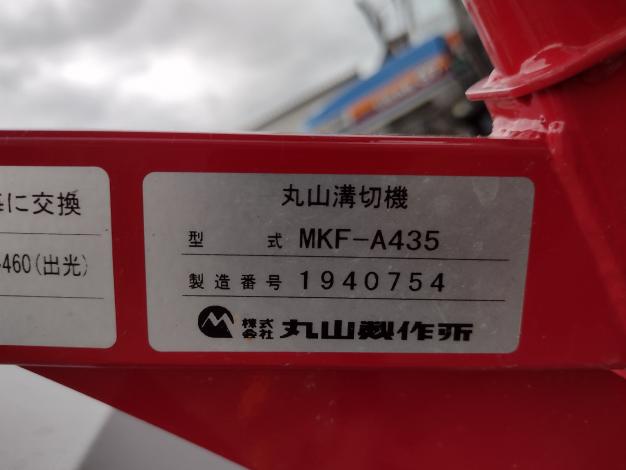 毎に交換
460(出光)
丸山溝切機
型式 MKF-A435
製造番号 1940754
株式会社 丸山製作所